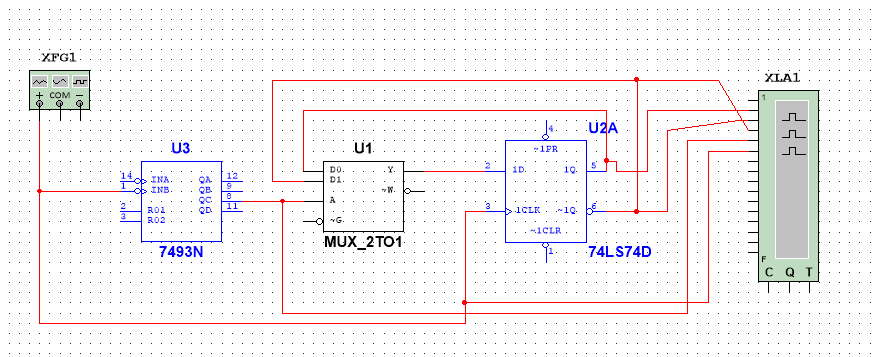 XFG1
+ COM −
XLA1
1
F
C Q T
U3
14 INA QA 12
1 INB QB 9
QC 8
2 R01 QD 11
3 R02
7493N
U1
D0 Y
D1
~W
A
~G
MUX_2TO1
U2A
4
~1PR
2 1D 1Q 5
3 1CLK ~1Q 6
~1CLR
1
74LS74D